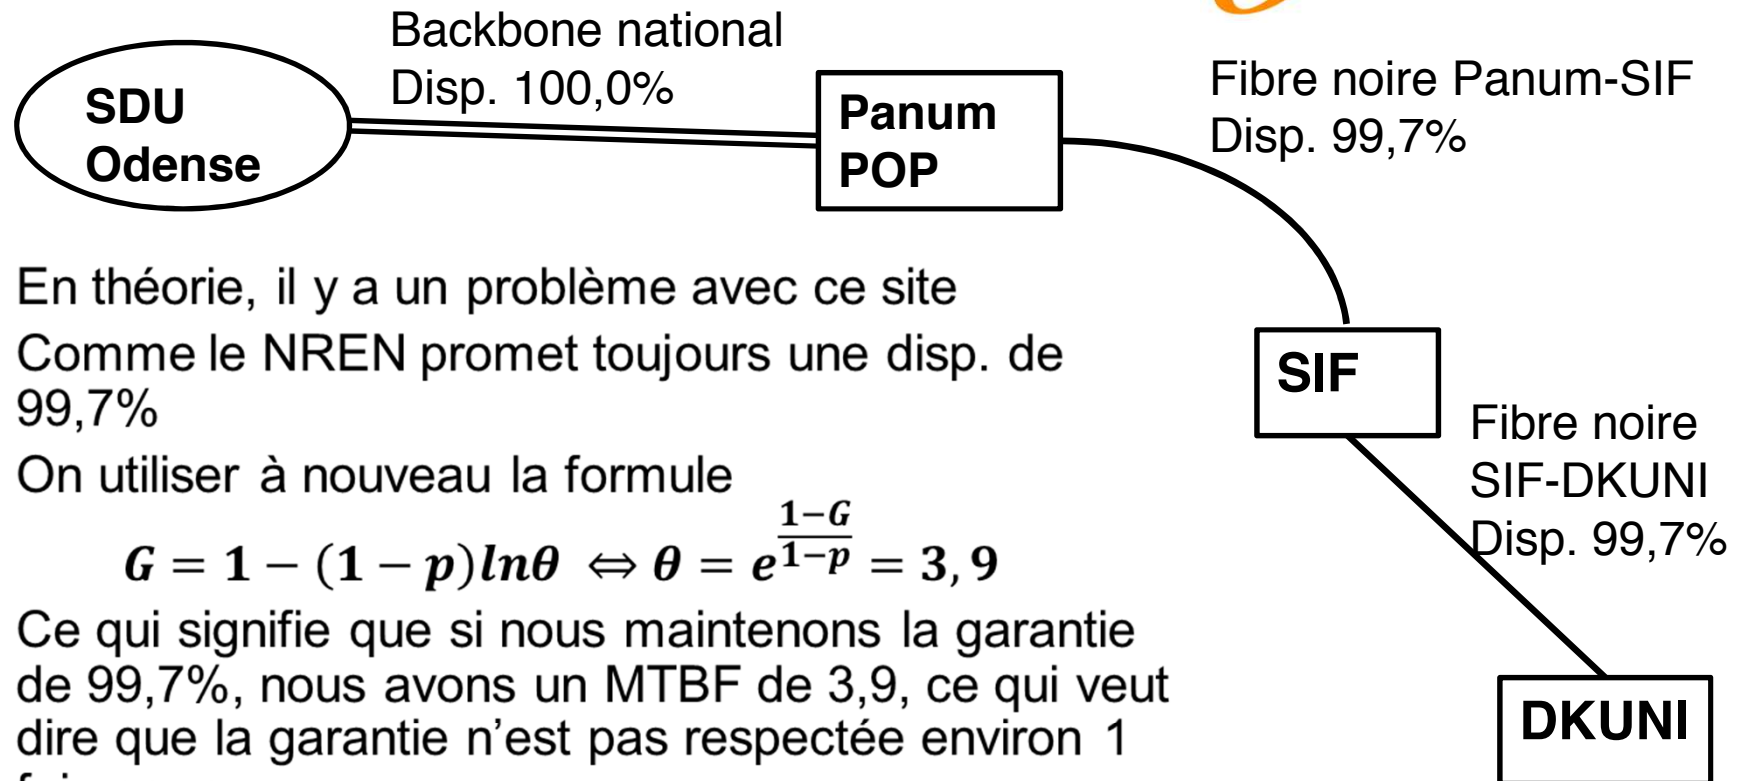 Backbone national
Disp. 100,0%
SDU
Odense
Panum
POP
Fibre noire Panum-SIF
Disp. 99,7%
En théorie, il y a un problème avec ce site
Comme le NREN promet toujours une disp. de
99,7%
On utiliser à nouveau la formule
G = 1 − (1 − p)lnθ ⇔ θ = e^{\frac{1−G}{1−p}} = 3,9
Ce qui signifie que si nous maintenons la garantie
de 99,7%, nous avons un MTBF de 3,9, ce qui veut
dire que la garantie n’est pas respectée environ 1
SIF
Fibre noire
SIF-DKUNI
Disp. 99,7%
DKUNI